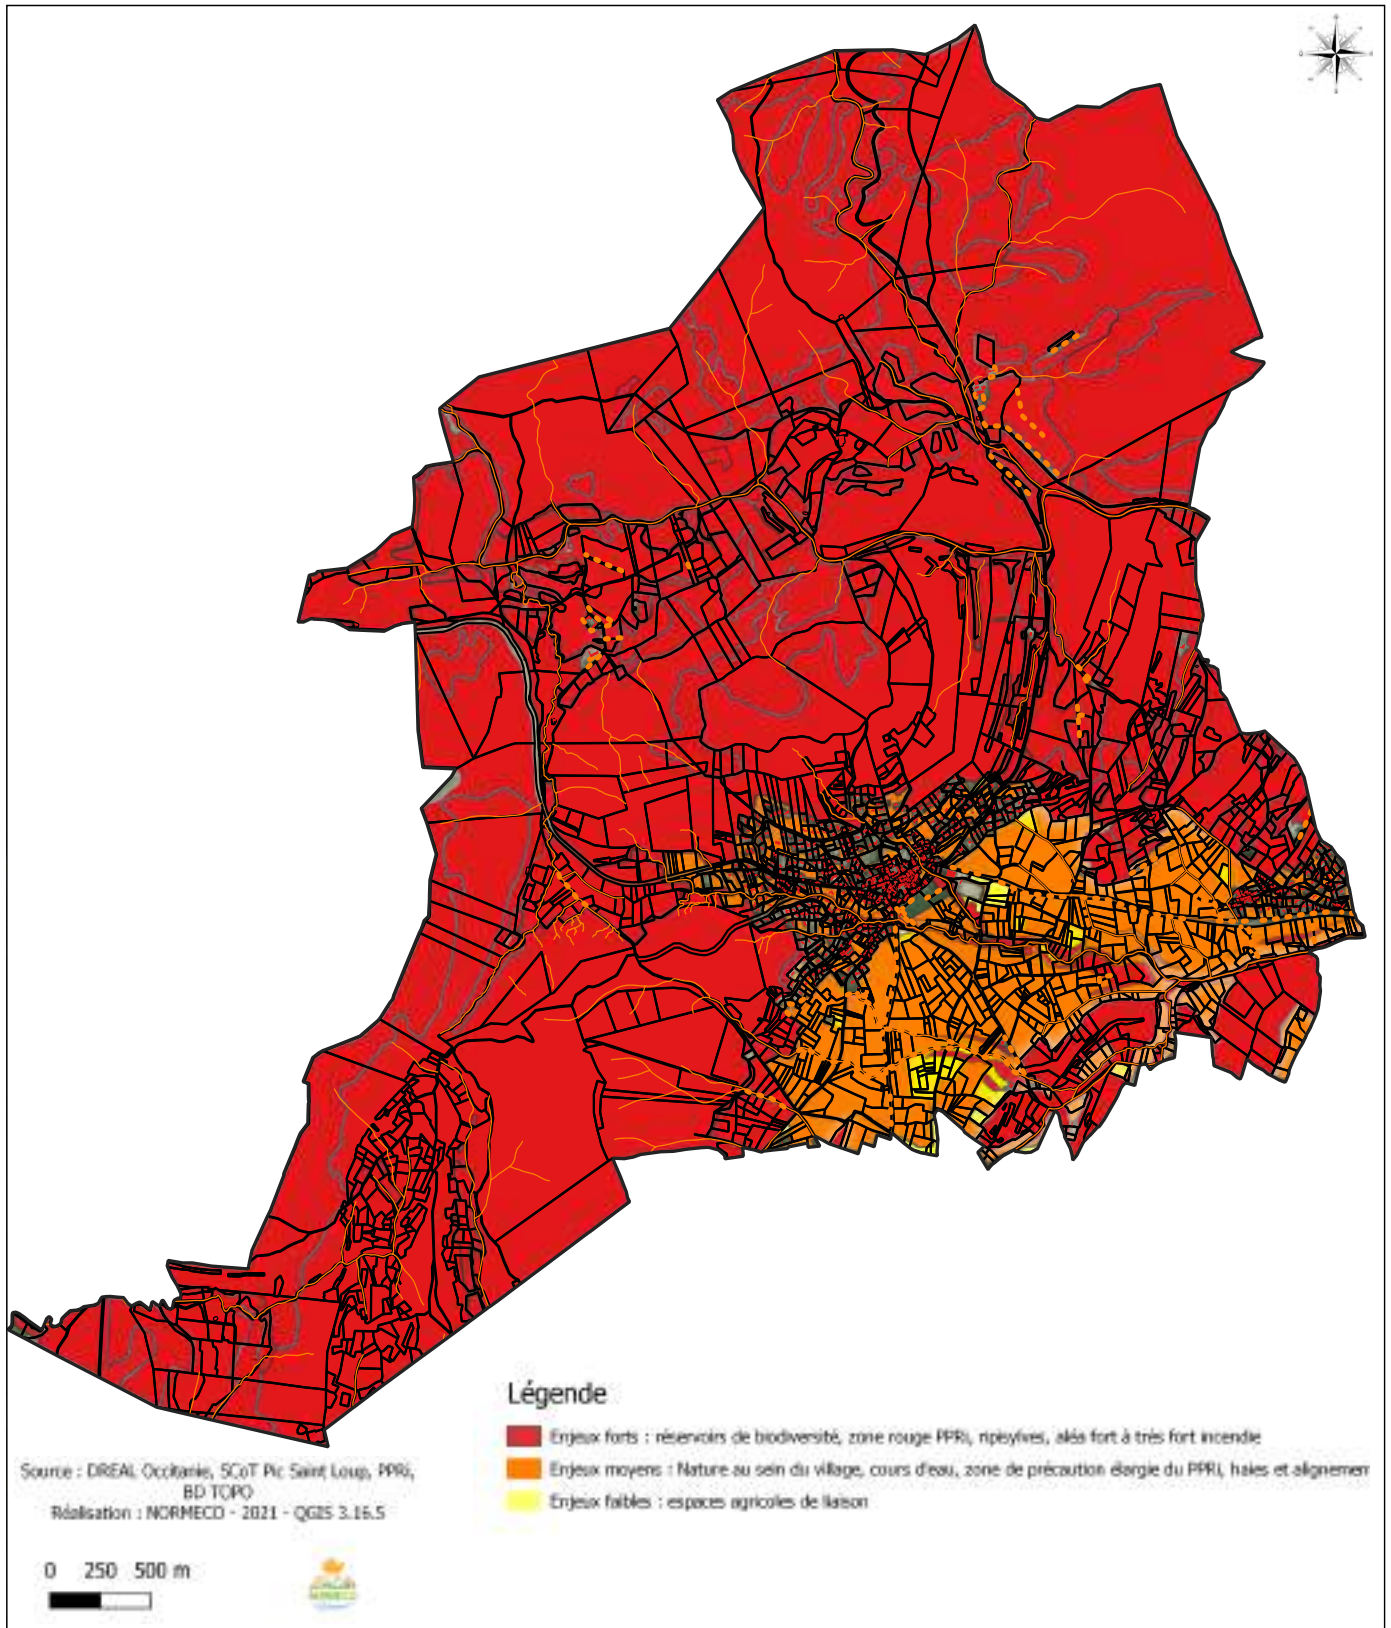 Légende
Enjeux forts : réservoirs de biodiversité, zone rouge PPRi, ripisylves, aléa fort à très fort incendie
Enjeux moyens : Nature au sein du village, cours d'eau, zone de précaution élargie du PPRi, haies et alignemen
Enjeux faibles : espaces agricoles de liaison
Source : DREAL Occitanie, SCoT Pic Saint Loup, PPRi,
BD TOPO
Réalisation : NORMECO - 2021 - QGIS 3.16.5
0 250 500 m
NORMECO